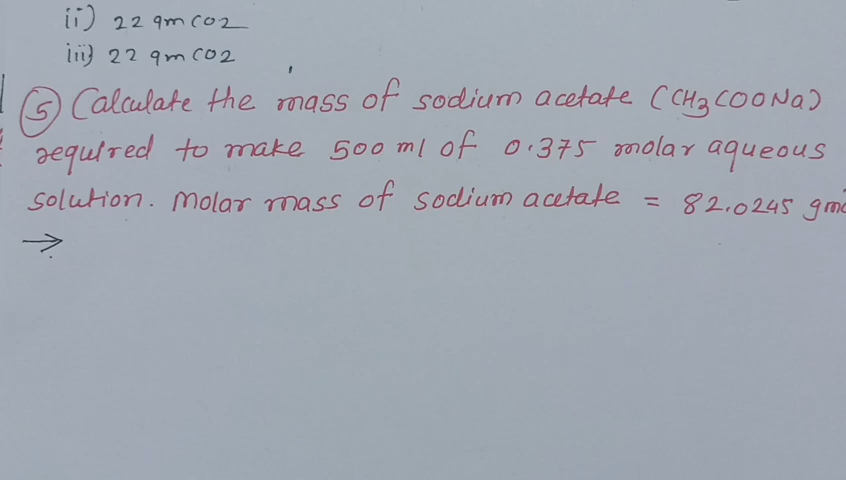 ii) 22 gm CO2
iii) 22 gm CO2
⑤ Calculate the mass of sodium acetate (CH3COONa)
required to make 500 ml of 0.375 molar aqueous
solution. Molar mass of sodium acetate = 82.0245 gmo
→